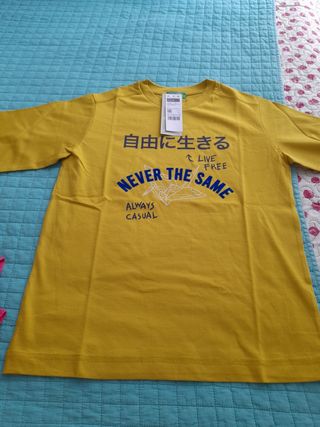 自由に生きる
LIVE
FREE
NEVER THE SAME
ALWAYS
CASUAL